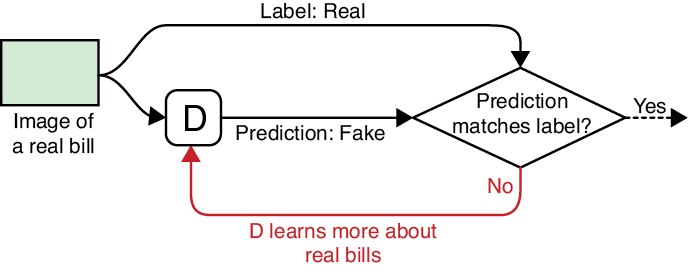 Label: Real
Image of
a real bill
D
Prediction: Fake
Prediction
matches label?
Yes
No
D learns more about
real bills